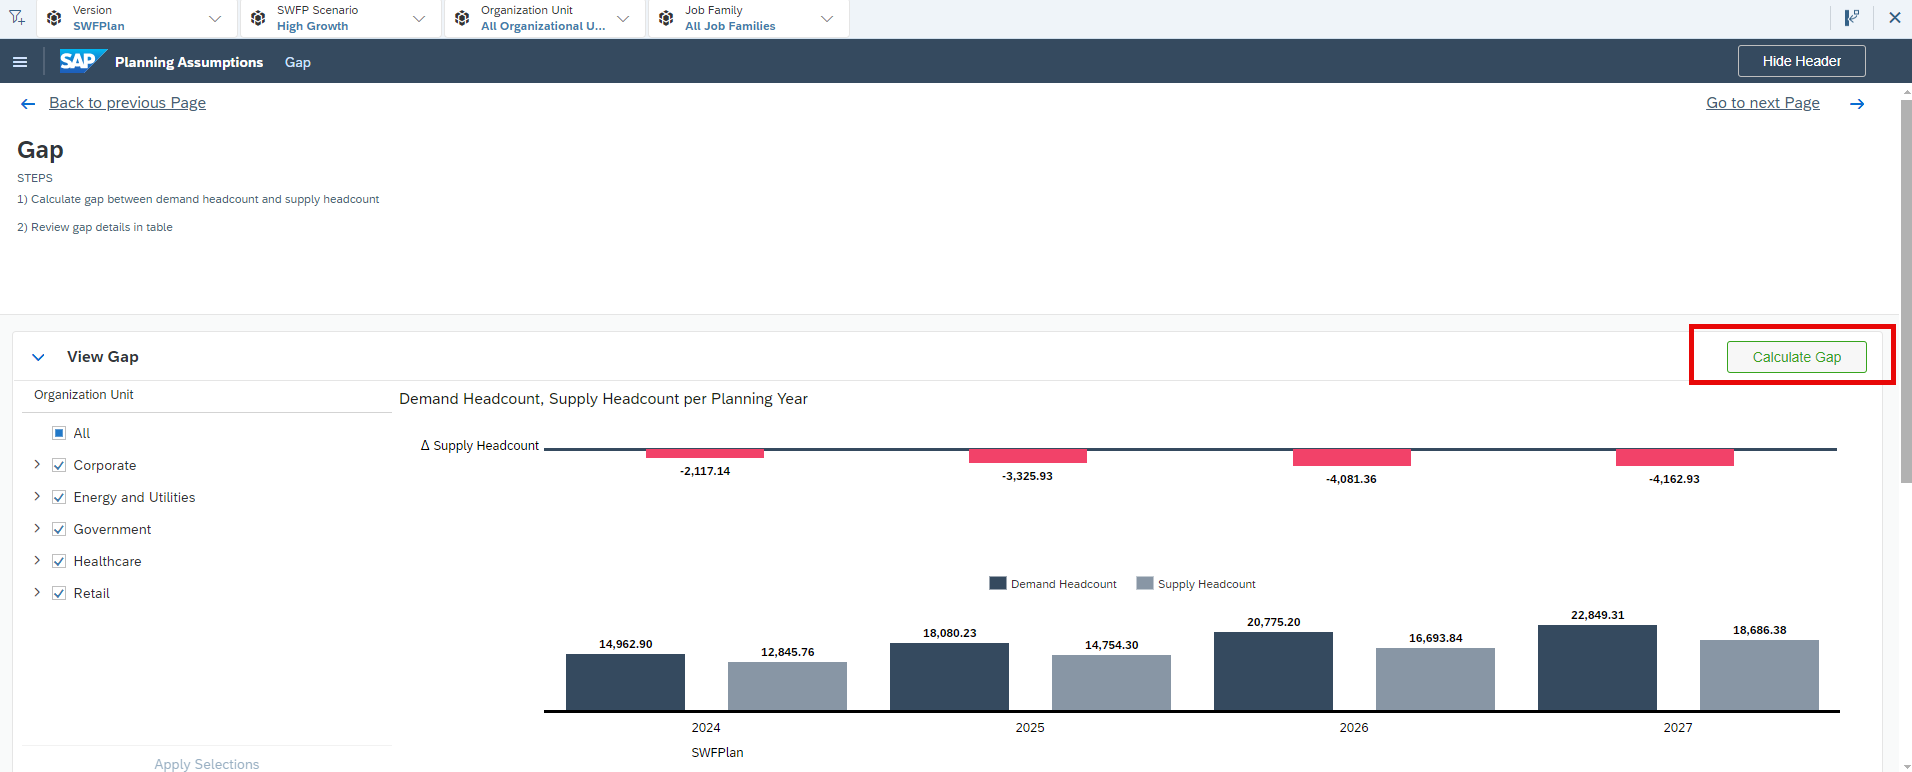 Version
SWFPlan
SWFP Scenario
High Growth
Organization Unit
All Organizational U...
Job Family
All Job Families
SAP
Planning Assumptions
Gap
Hide Header
Back to previous Page
Go to next Page
Gap
STEPS
1) Calculate gap between demand headcount and supply headcount
2) Review gap details in table
View Gap
Calculate Gap
Organization Unit
All
Corporate
Energy and Utilities
Government
Healthcare
Retail
Apply Selections
Demand Headcount, Supply Headcount per Planning Year
Δ Supply Headcount
-2,117.14
-3,325.93
-4,081.36
-4,162.93
Demand Headcount
Supply Headcount
14,962.90
12,845.76
18,080.23
14,754.30
20,775.20
16,693.84
22,849.31
18,686.38
2024
2025
2026
2027
SWFPlan